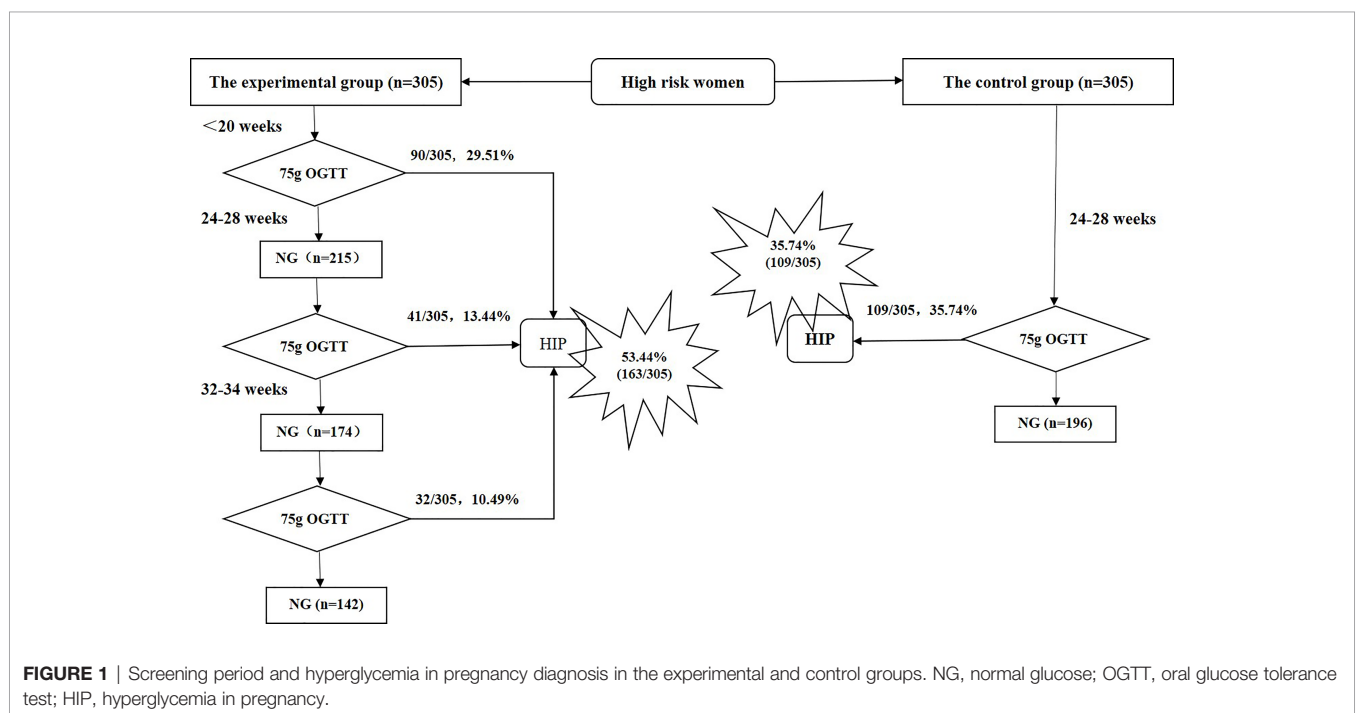 The experimental group (n=305)
High risk women
The control group (n=305)
＜20 weeks
75g OGTT
90/305，29.51%
24-28 weeks
NG（n=215）
75g OGTT
41/305，13.44%
HIP
53.44%
(163/305)
32-34 weeks
NG（n=174）
75g OGTT
32/305，10.49%
NG (n=142)
24-28 weeks
35.74%
(109/305)
109/305，35.74%
HIP
75g OGTT
NG (n=196)
FIGURE 1 | Screening period and hyperglycemia in pregnancy diagnosis in the experimental and control groups. NG, normal glucose; OGTT, oral glucose tolerance
test; HIP, hyperglycemia in pregnancy.